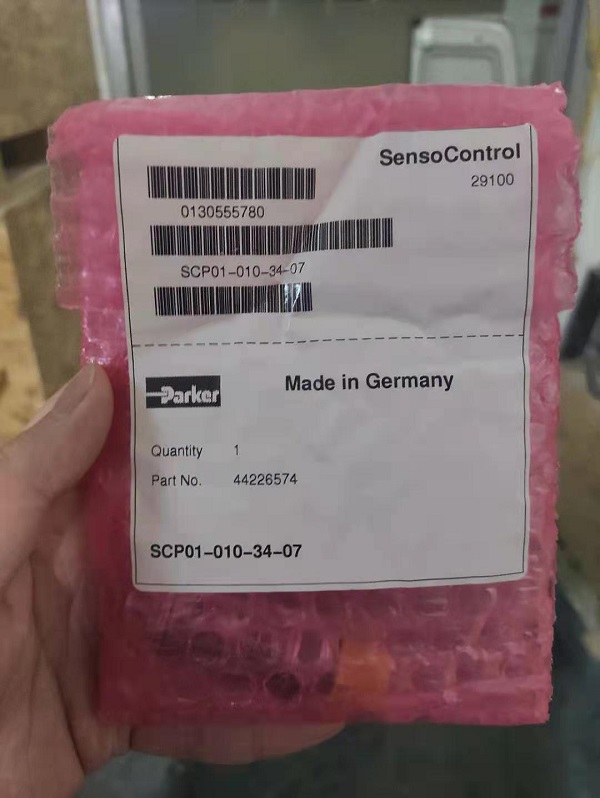 SensoControl
29100
0130555780
SCP01-010-34-07
Parker
Made in Germany
Quantity 1
Part No. 44226574
SCP01-010-34-07